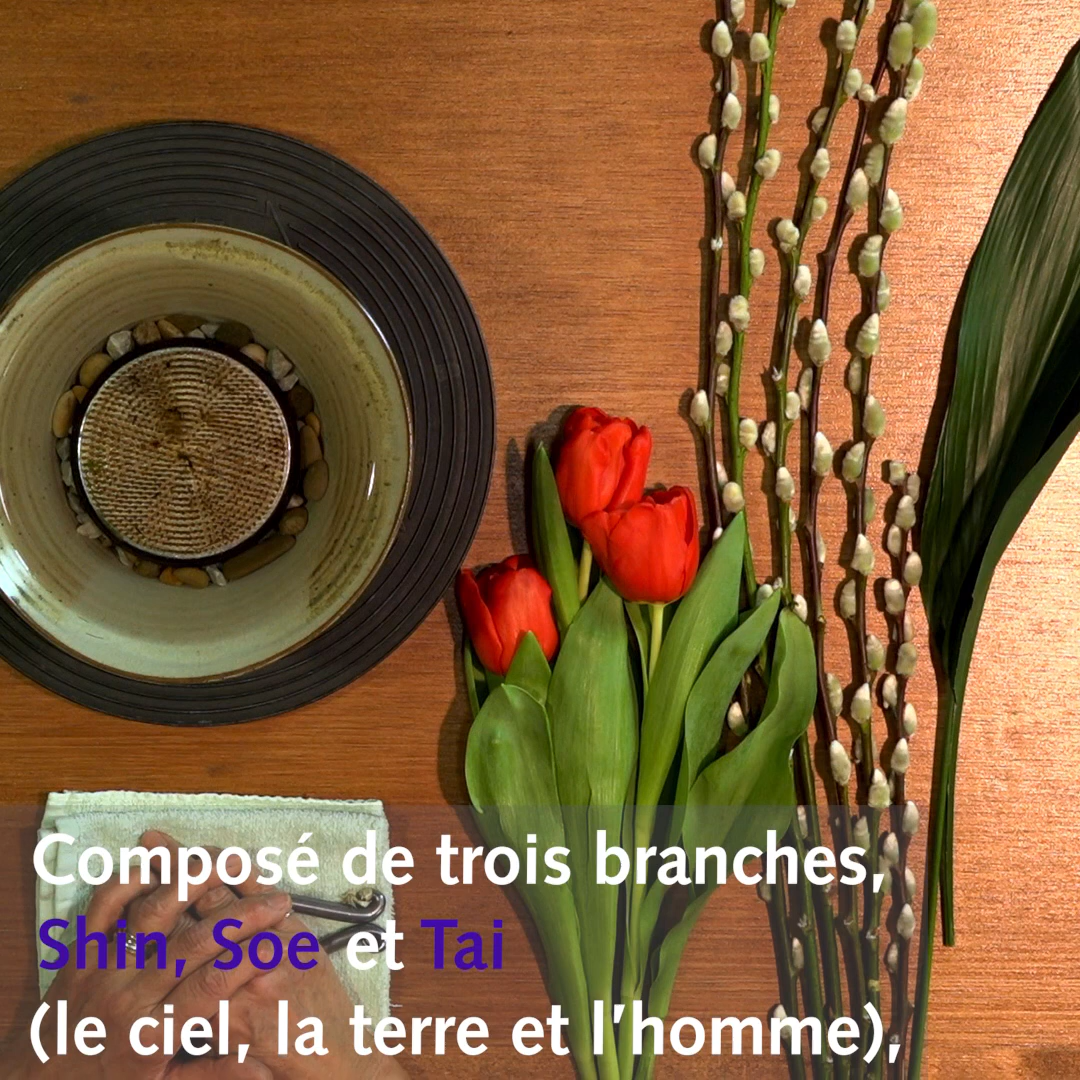 Composé de trois branches,
Shin, Soe et Tai
(le ciel, la terre et l’homme),